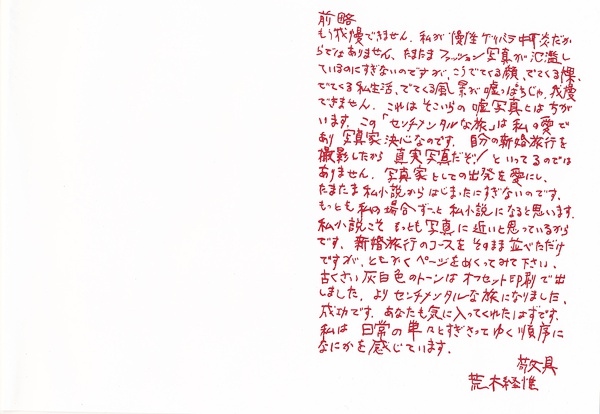 前略
もう我慢できません。私が慢性ゲリバラ中耳炎だか
らではありません。たまたまファッション写真が氾濫し
ているのにすぎないのですが、こうでてくる顔、でてくる裸、
でてくる私生活、でてくる風景が嘘っぱちじゃ、我慢
できません。これはそこいらの嘘写真とはちが
います。この「センチメンタルな旅」は私の愛で
あり写真家決心なのです。自分の新婚旅行を
撮影したから真実写真だぞ!といってるのでは
ありません。写真家としての出発を愛にし、
たまたま私小説からはじまったにすぎないのです。
もっとも私の場合ずーっと私小説になると思います。
私小説こそもっとも写真に近いと思っているから
です。新婚旅行のコースをそのまま並べただけ
ですが、ともかくページをめくってみて下さい。
古くさい灰白色のトーンはオフセット印刷で出
しました。よりセンチメンタルな旅になりました。
成功です。あなたも気に入ってくれたはずです。
私は日常の単々とすぎさってゆく順序に
なにかを感じています。
敬具
荒木経惟